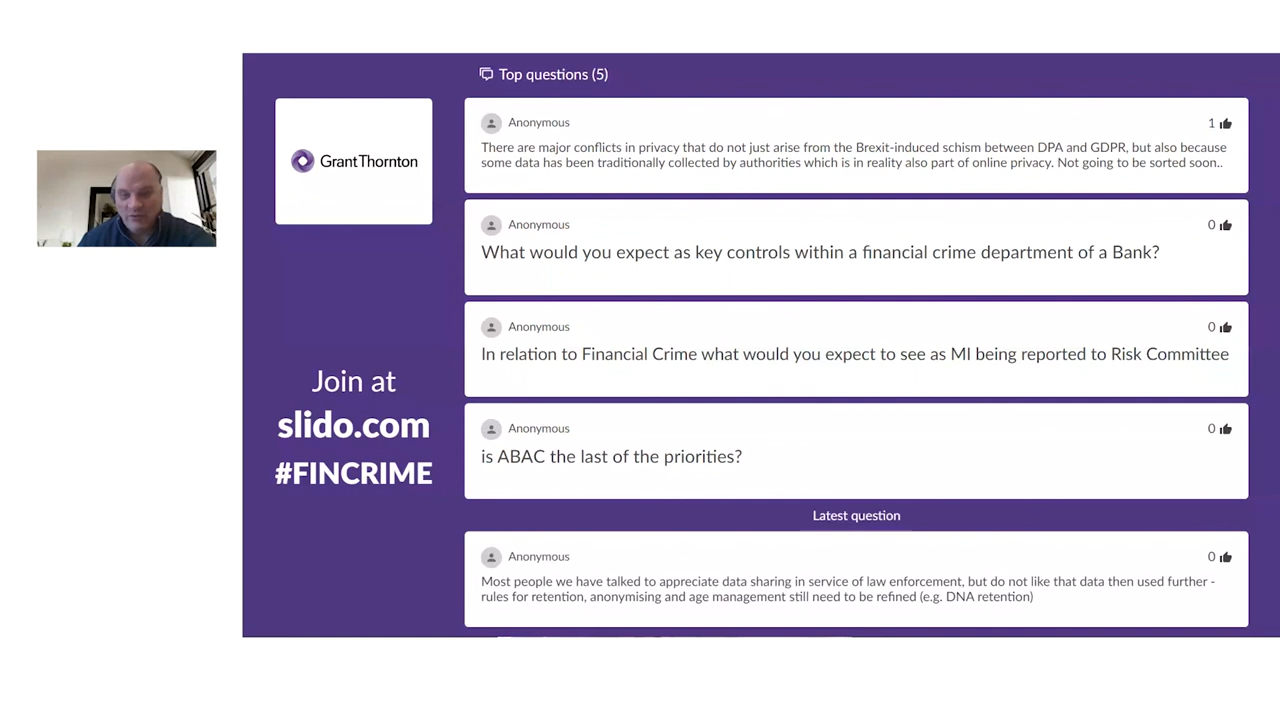 Top questions (5)
Grant Thornton
Anonymous
1
There are major conflicts in privacy that do not just arise from the Brexit-induced schism between DPA and GDPR, but also because
some data has been traditionally collected by authorities which is in reality also part of online privacy. Not going to be sorted soon..
Anonymous
0
What would you expect as key controls within a financial crime department of a Bank?
Anonymous
0
In relation to Financial Crime what would you expect to see as MI being reported to Risk Committee
Anonymous
0
is ABAC the last of the priorities?
Join at
slido.com
#FINCRIME
Latest question
Anonymous
0
Most people we have talked to appreciate data sharing in service of law enforcement, but do not like that data then used further -
rules for retention, anonymising and age management still need to be refined (e.g. DNA retention)